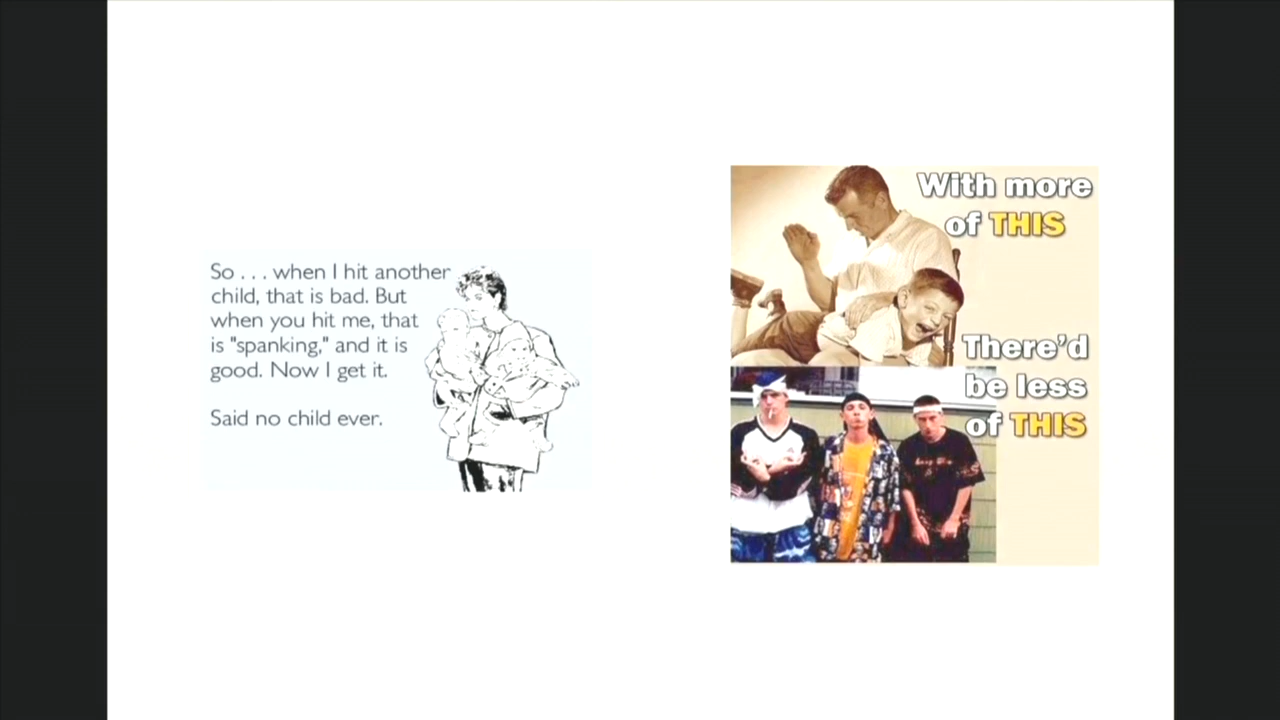 So . . . when I hit another
child, that is bad. But
when you hit me, that
is "spanking," and it is
good. Now I get it.
Said no child ever.
With more
of THIS
There'd
be less
of THIS